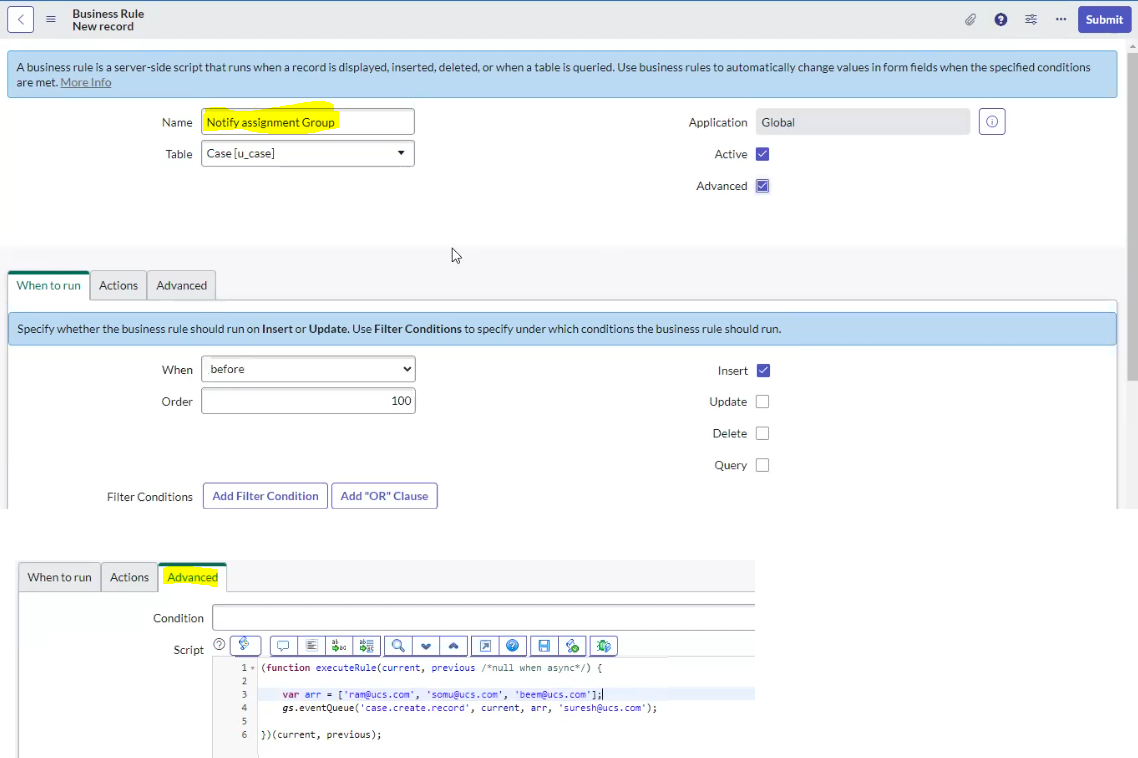 Business Rule
New record
Submit
A business rule is a server-side script that runs when a record is displayed, inserted, deleted, or when a table is queried. Use business rules to automatically change values in form fields when the specified conditions
are met. More Info
Name Notify assignment Group Application Global
Table Case [u_case] Active
Advanced
When to run Actions Advanced
Specify whether the business rule should run on Insert or Update. Use Filter Conditions to specify under which conditions the business rule should run.
When before Insert
Order 100 Update
Delete
Query
Filter Conditions Add Filter Condition Add "OR" Clause
When to run Actions Advanced
Condition
Script
1 (function executeRule(current, previous /*null when async*/) {
2
3 var arr = ['ram@ucs.com', 'somu@ucs.com', 'beem@ucs.com'];
4 gs.eventQueue('case.create.record', current, arr, 'suresh@ucs.com');
5
6 })(current, previous);